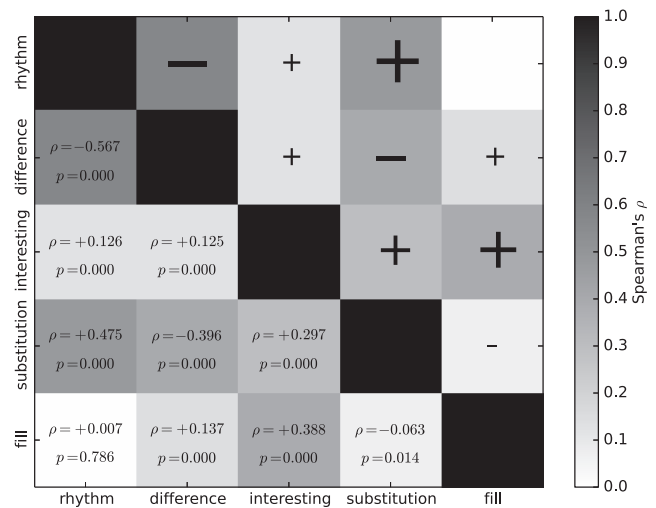 rhythm
difference
interesting
substitution
fill
− + +
+ − +
ρ = −0.567
p = 0.000
+ +
ρ = +0.126 ρ = +0.125
p = 0.000 p = 0.000
−
ρ = +0.475 ρ = −0.396 ρ = +0.297
p = 0.000 p = 0.000 p = 0.000
ρ = +0.007 ρ = +0.137 ρ = +0.388 ρ = −0.063
p = 0.786 p = 0.000 p = 0.000 p = 0.014
rhythm difference interesting substitution fill
1.0
0.9
0.8
0.7
0.6
0.5
0.4
0.3
0.2
0.1
0.0
Spearman's ρ